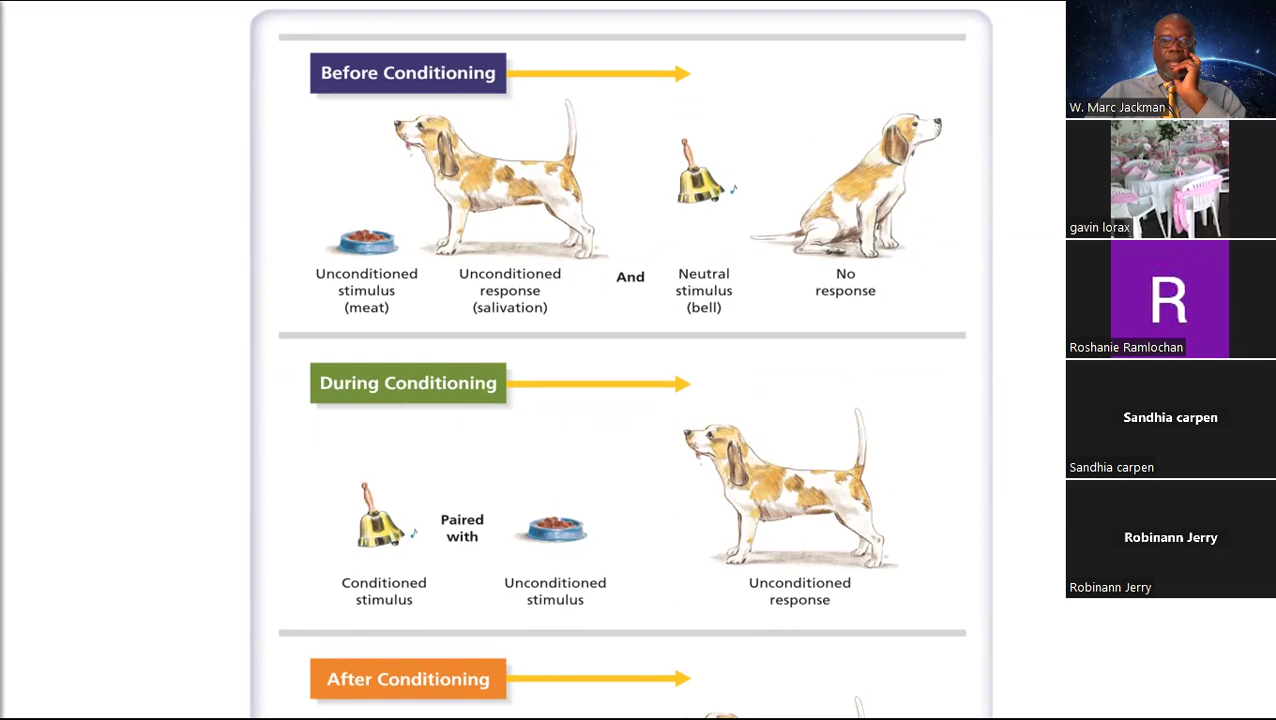 Before Conditioning
Unconditioned
stimulus
(meat)
Unconditioned
response
(salivation)
And
Neutral
stimulus
(bell)
No
response
During Conditioning
Paired
with
Conditioned
stimulus
Unconditioned
stimulus
Unconditioned
response
After Conditioning
W. Marc Jackman
gavin lorax
R
Roshanie Ramlochan
Sandhia carpen
Sandhia carpen
Robinann Jerry
Robinann Jerry